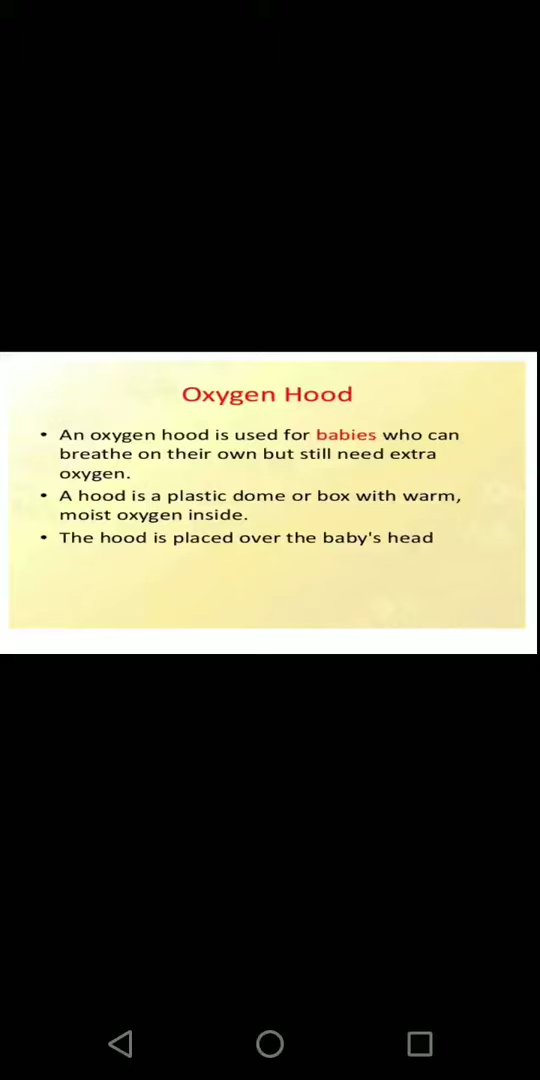 Oxygen Hood
• An oxygen hood is used for babies who can
breathe on their own but still need extra
oxygen.
• A hood is a plastic dome or box with warm,
moist oxygen inside.
• The hood is placed over the baby's head